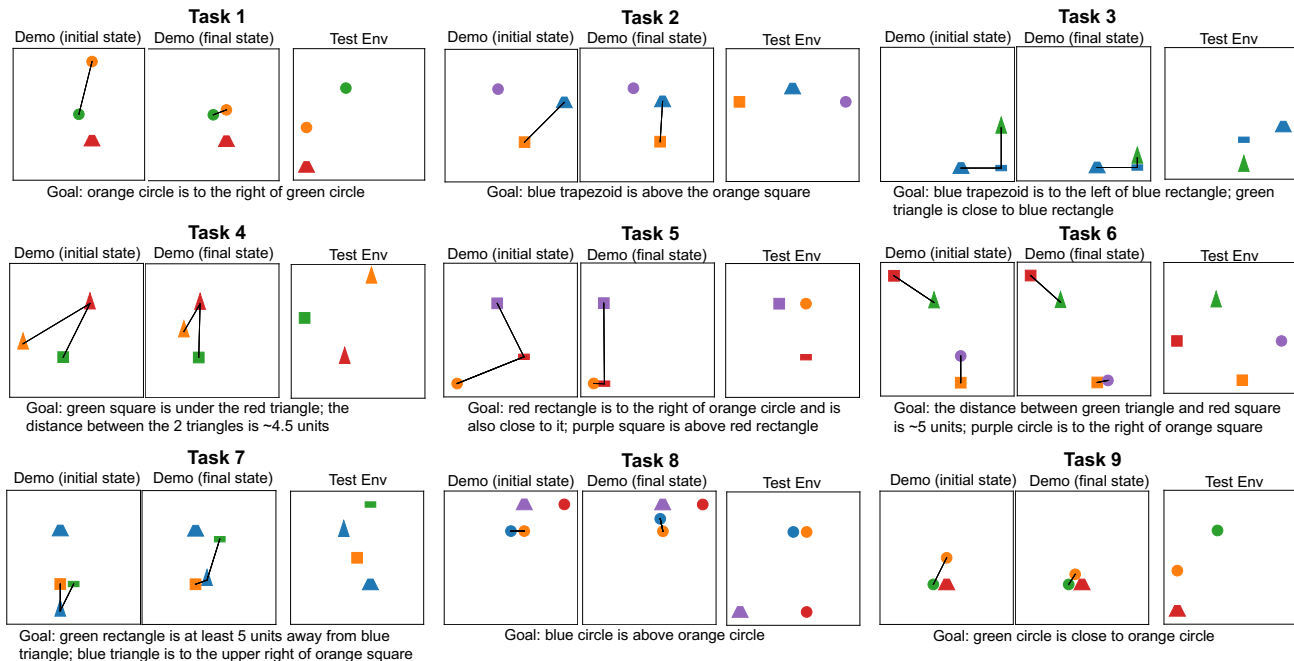 Task 1
Demo (initial state) Demo (final state) Test Env
Goal: orange circle is to the right of green circle
Task 2
Demo (initial state) Demo (final state) Test Env
Goal: blue trapezoid is above the orange square
Task 3
Demo (initial state) Demo (final state) Test Env
Goal: blue trapezoid is to the left of blue rectangle; green
triangle is close to blue rectangle
Task 4
Demo (initial state) Demo (final state) Test Env
Goal: green square is under the red triangle; the
distance between the 2 triangles is ~4.5 units
Task 5
Demo (initial state) Demo (final state) Test Env
Goal: red rectangle is to the right of orange circle and is
also close to it; purple square is above red rectangle
Task 6
Demo (initial state) Demo (final state) Test Env
Goal: the distance between green triangle and red square
is ~5 units; purple circle is to the right of orange square
Task 7
Demo (initial state) Demo (final state) Test Env
Goal: green rectangle is at least 5 units away from blue
triangle; blue triangle is to the upper right of orange square
Task 8
Demo (initial state) Demo (final state) Test Env
Goal: blue circle is above orange circle
Task 9
Demo (initial state) Demo (final state) Test Env
Goal: green circle is close to orange circle